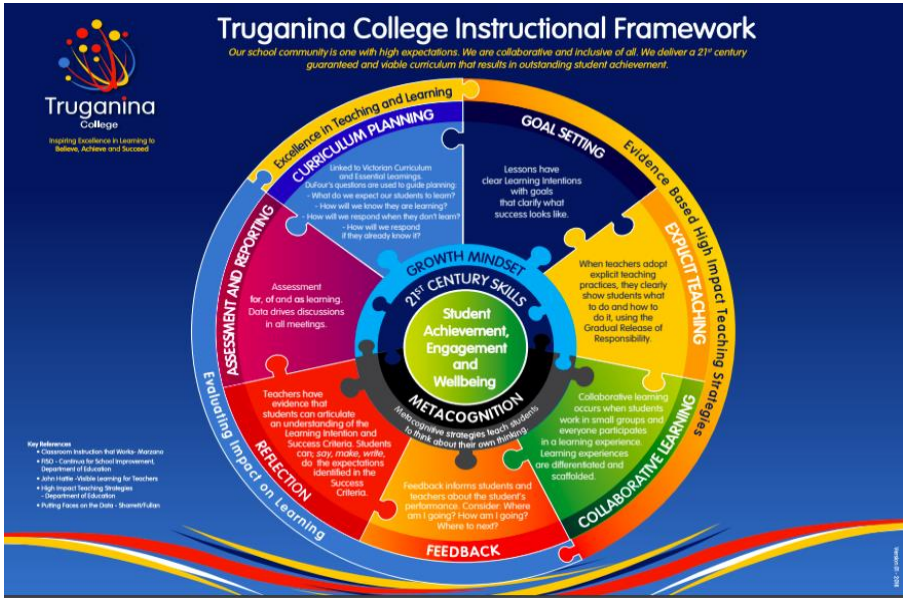 Truganina College Instructional Framework
Our school community is one with high expectations. We are collaborative and inclusive of all. We deliver a 21st century
guaranteed and viable curriculum that results in outstanding student achievement.
Truganina
College
Inspiring Excellence in Learning to
Believe, Achieve and Succeed
Excellence in Teaching and Learning
CURRICULUM PLANNING
Linked to Victorian Curriculum
and Essential Learnings.
DuFour's questions are used to guide planning:
- What do we expect our students to learn?
- How will we know they are learning?
- How will we respond when they don't learn?
- How will we respond
if they already know it?
Evidence Based High Impact Teaching Strategies
GOAL SETTING
Lessons have
clear Learning Intentions
with goals
that clarify what
success looks like.
EXPLICIT TEACHING
When teachers adopt
explicit teaching
practices, they clearly
show students what
to do and how to
do it, using the
Gradual Release of
Responsibility.
COLLABORATIVE LEARNING
Collaborative learning
occurs when students
work in small groups and
everyone participates
in a learning experience.
Learning experiences
are differentiated and
scaffolded.
FEEDBACK
Feedback informs students and
teachers about the student's
performance. Consider: Where
am I going? How am I going?
Where to next?
Evaluating Impact on Learning
REFLECTION
Teachers have
evidence that
students can articulate
an understanding of the
Learning Intention and
Success Criteria. Students
can; say, make, write,
do the expectations
identified in the
Success
Criteria.
ASSESSMENT AND REPORTING
Assessment
for, of and as learning.
Data drives discussions
in all meetings.
GROWTH MINDSET
21ST CENTURY SKILLS
Student
Achievement,
Engagement
and
Wellbeing
METACOGNITION
Metacognitive strategies teach students
to think about their own thinking
Key References
• Classroom Instruction that Works- Marzano
• FISO - Continua for School Improvement,
Department of Education
• John Hattie -Visible Learning for Teachers
• High Impact Teaching Strategies
- Department of Education
• Putting Faces on the Data - Sharratt/Fullan